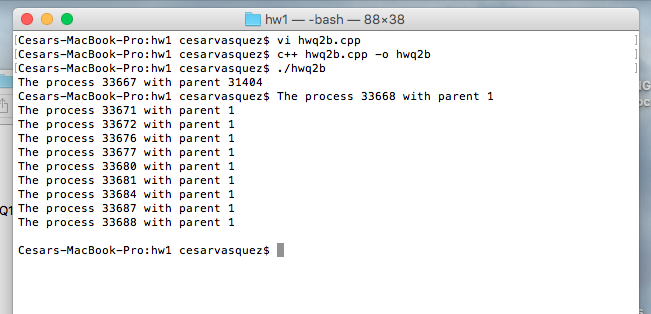 hw1 — -bash — 88×38
[Cesars-MacBook-Pro:hw1 cesarvasquez$ vi hwq2b.cpp ]
[Cesars-MacBook-Pro:hw1 cesarvasquez$ c++ hwq2b.cpp -o hwq2b ]
[Cesars-MacBook-Pro:hw1 cesarvasquez$ ./hwq2b ]
The process 33667 with parent 31404
Cesars-MacBook-Pro:hw1 cesarvasquez$ The process 33668 with parent 1
The process 33671 with parent 1
The process 33672 with parent 1
The process 33676 with parent 1
The process 33677 with parent 1
The process 33680 with parent 1
The process 33681 with parent 1
The process 33684 with parent 1
The process 33687 with parent 1
The process 33688 with parent 1
Cesars-MacBook-Pro:hw1 cesarvasquez$
Q1